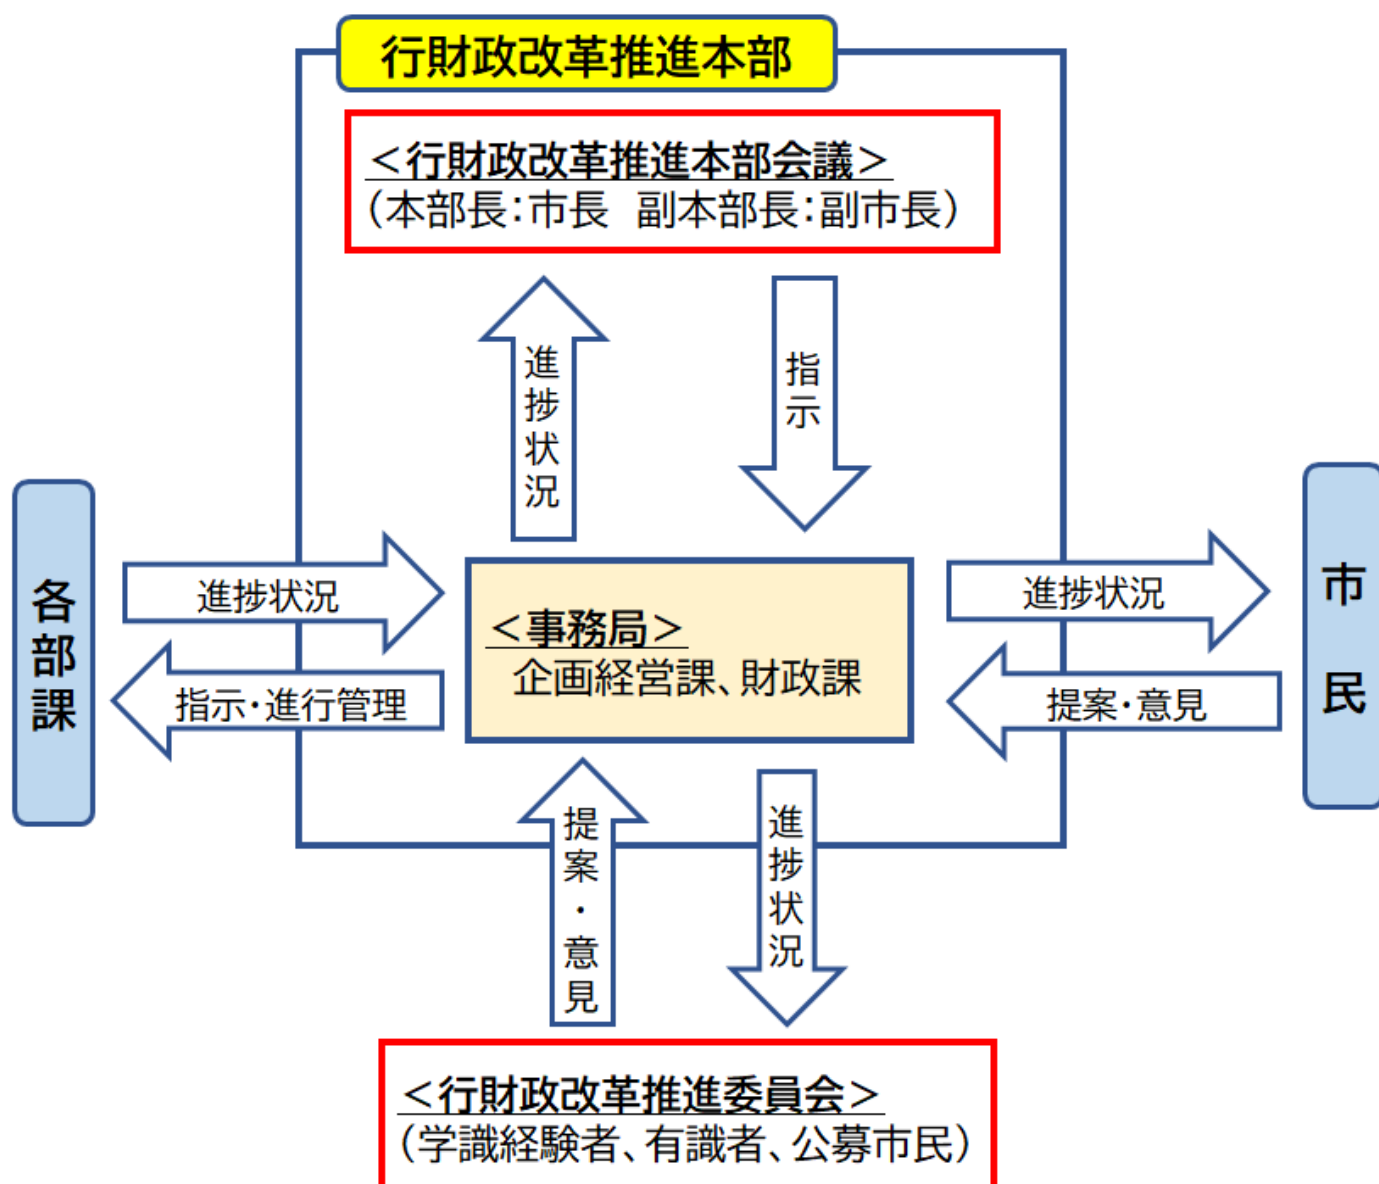 行財政改革推進本部
＜行財政改革推進本部会議＞
（本部長：市長　副本部長：副市長）
進捗状況
指示
各部課
進捗状況
指示・進行管理
＜事務局＞
企画経営課、財政課
進捗状況
提案・意見
市民
提案・意見
進捗状況
＜行財政改革推進委員会＞
（学識経験者、有識者、公募市民）